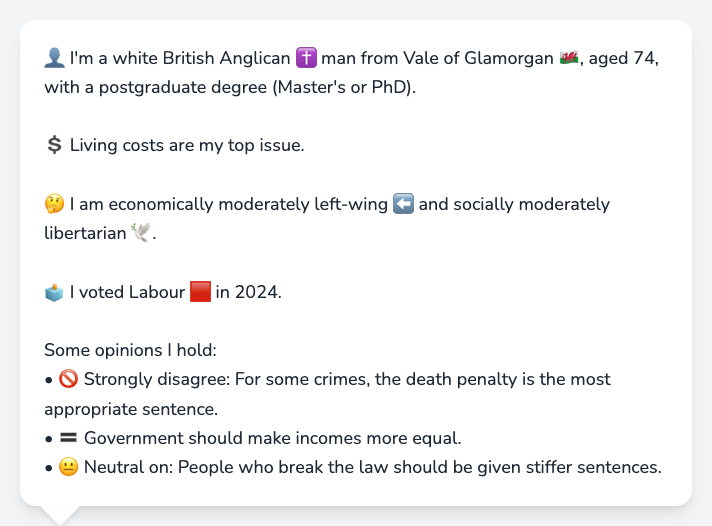 👤 I'm a white British Anglican ✝️ man from Vale of Glamorgan 🏴󠁧󠁢󠁷󠁬󠁳󠁿, aged 74,
with a postgraduate degree (Master's or PhD).
💲 Living costs are my top issue.
🤔 I am economically moderately left-wing ⬅️ and socially moderately
libertarian 🕊️.
🗳️ I voted Labour 🟥 in 2024.
Some opinions I hold:
• 🚫 Strongly disagree: For some crimes, the death penalty is the most
appropriate sentence.
• 🟰 Government should make incomes more equal.
• 😐 Neutral on: People who break the law should be given stiffer sentences.